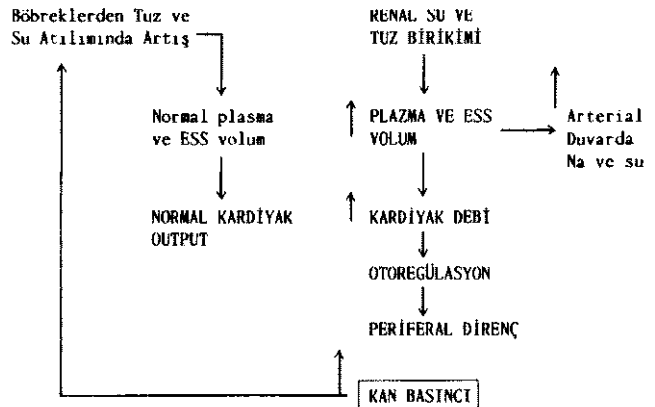 Böbreklerden Tuz ve
Su Atılımında Artış
Normal plasma
ve ESS volum
NORMAL KARDİYAK
OUTPUT
RENAL SU VE
TUZ BİRİKİMİ
PLAZMA VE ESS
VOLUM
Arterial
Duvarda
Na ve su
KARDİYAK DEBİ
OTOREGÜLASYON
PERİFERAL DİRENÇ
KAN BASINCI